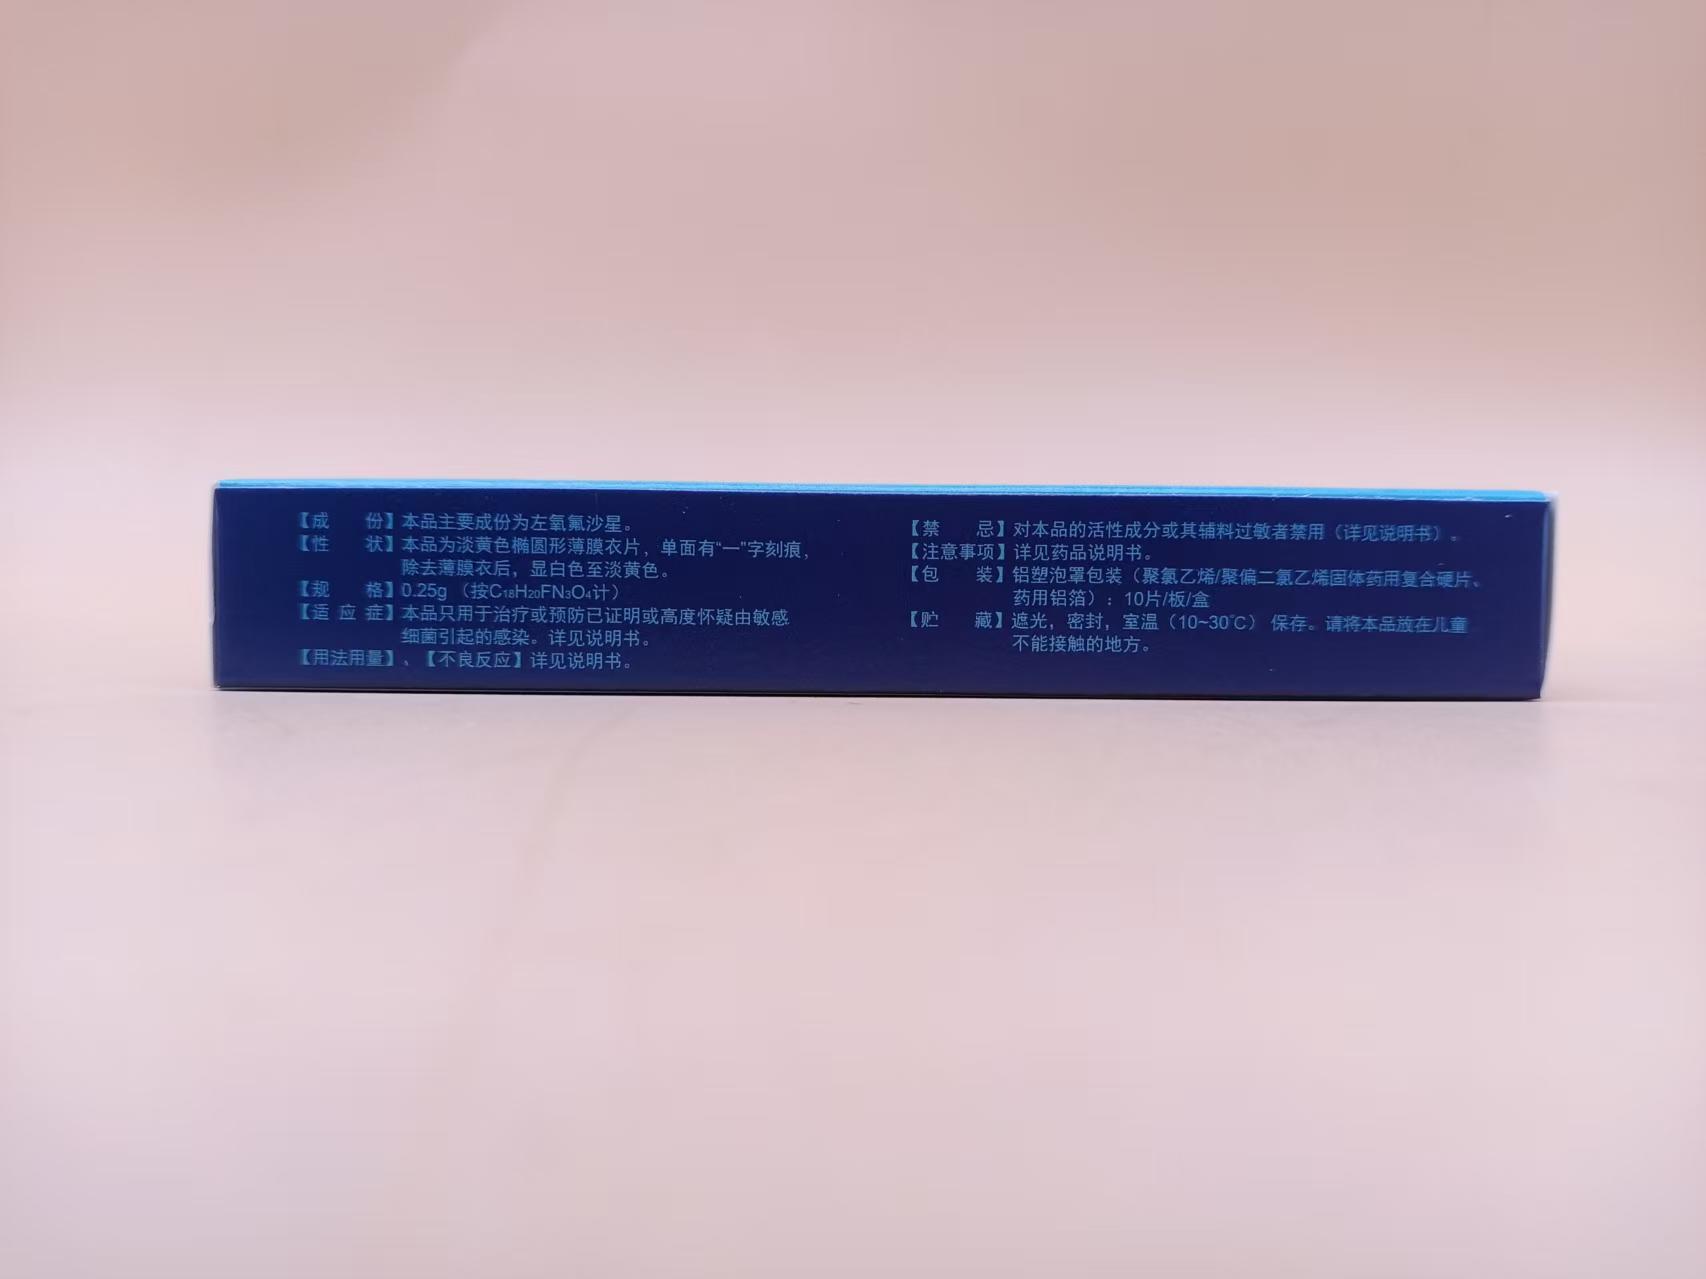 【成 份】本品主要成份为左氧氟沙星。
【性 状】本品为淡黄色椭圆形薄膜衣片，单面有“一”字刻痕，
除去薄膜衣后，显白色至淡黄色。
【规 格】0.25g （按C₁₈H₂₀FN₃O₄计）
【适 应 症】本品只用于治疗或预防已证明或高度怀疑由敏感
细菌引起的感染。详见说明书。
【用法用量】、【不良反应】详见说明书。
【禁 忌】对本品的活性成分或其辅料过敏者禁用（详见说明书）。
【注意事项】详见药品说明书。
【包 装】铝塑泡罩包装（聚氯乙烯/聚偏二氯乙烯固体药用复合硬片、
药用铝箔）：10片/板/盒
【贮 藏】遮光，密封，室温（10~30℃） 保存。请将本品放在儿童
不能接触的地方。